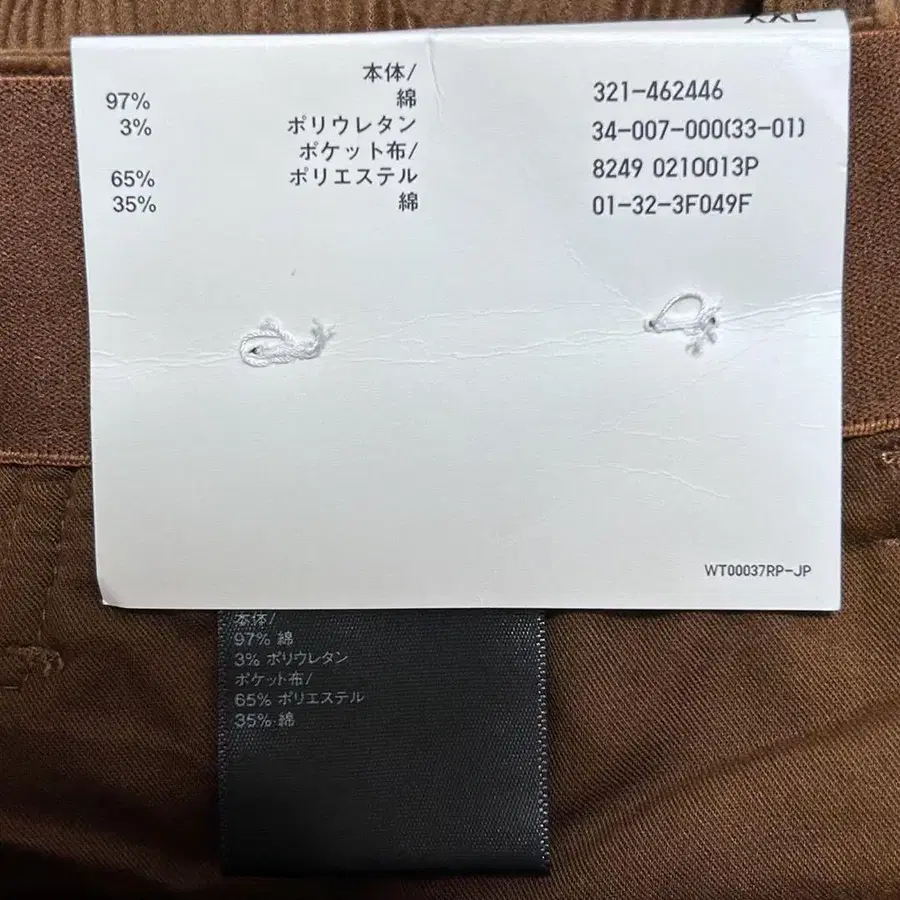 XXL
本体/
97% 綿
3% ポリウレタン
ポケット布/
65% ポリエステル
35% 綿
321-462446
34-007-000(33-01)
8249 0210013P
01-32-3F049F
WT00037RP-JP
本体/
97% 綿
3% ポリウレタン
ポケット布/
65% ポリエステル
35% 綿